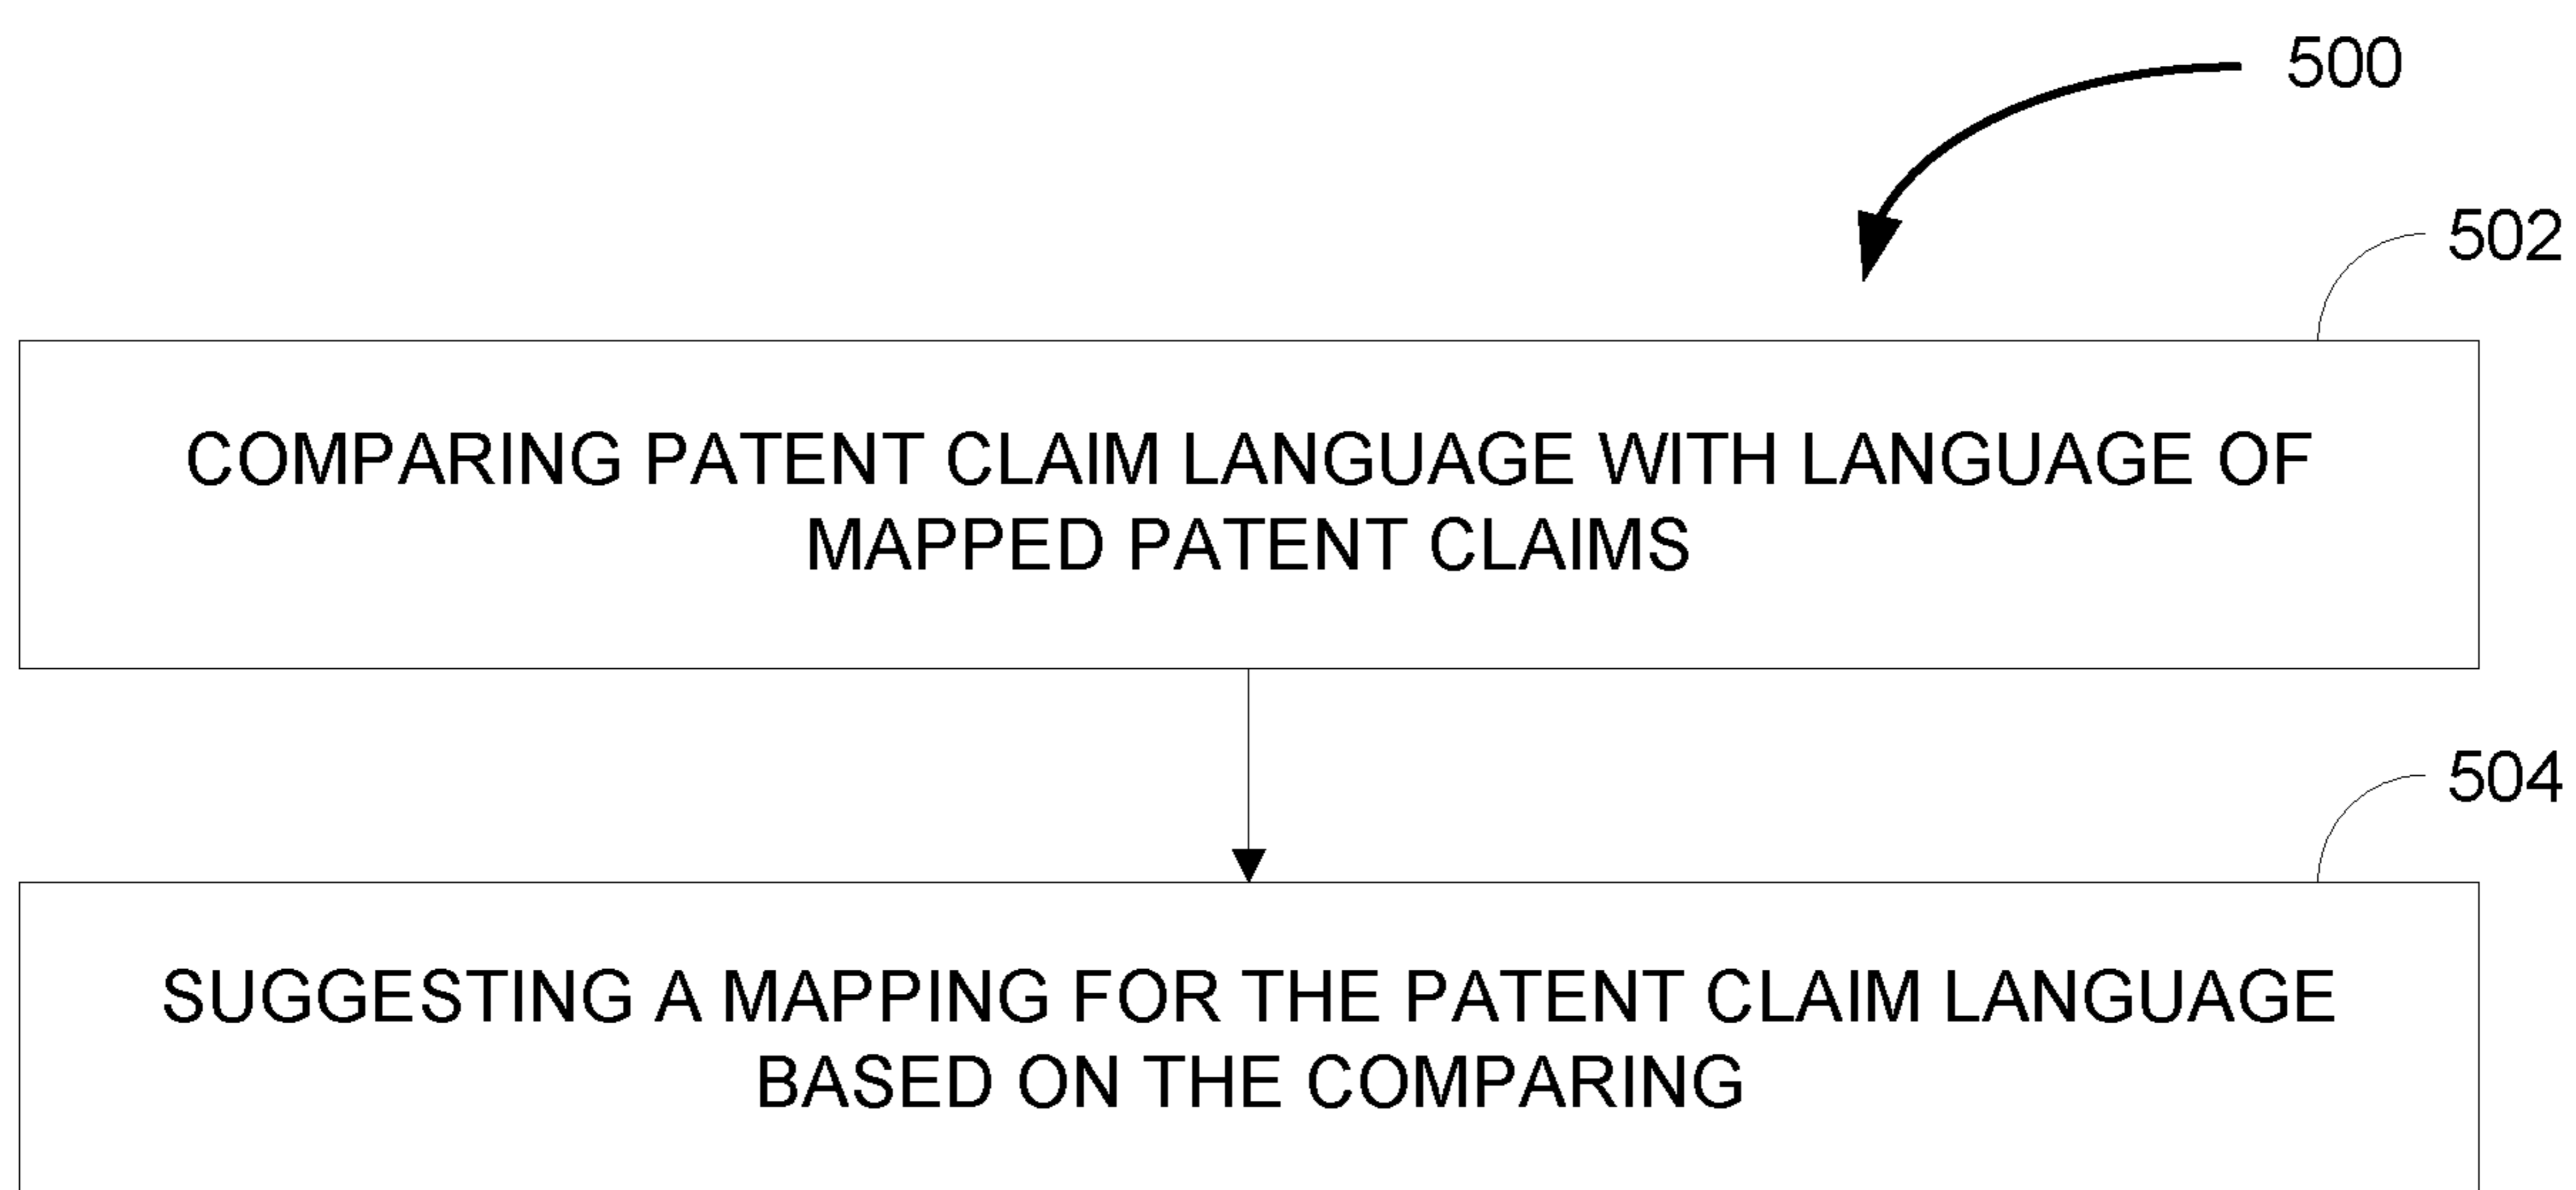 500
502
COMPARING PATENT CLAIM LANGUAGE WITH LANGUAGE OF
MAPPED PATENT CLAIMS
504
SUGGESTING A MAPPING FOR THE PATENT CLAIM LANGUAGE
BASED ON THE COMPARING